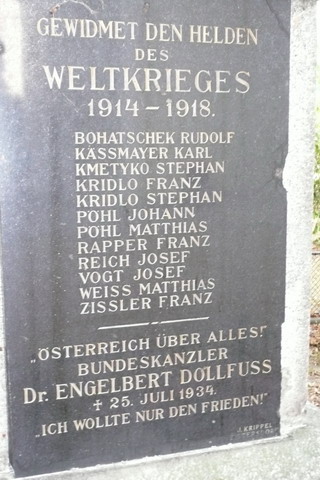 GEWIDMET DEN HELDEN
DES
WELTKRIEGES
1914 – 1918.
BOHATSCHEK RUDOLF
KÄSSMAYER KARL
KMETYKO STEPHAN
KRIDLO FRANZ
KRIDLO STEPHAN
PÖHL JOHANN
PÖHL MATTHIAS
RAPPER FRANZ
REICH JOSEF
VOGT JOSEF
WEISS MATTHIAS
ZISSLER FRANZ
„ÖSTERREICH ÜBER ALLES!"
BUNDESKANZLER
Dr. ENGELBERT DOLLFUSS
† 25. JULI 1934.
„ICH WOLLTE NUR DEN FRIEDEN!"
J. KRIPPEL